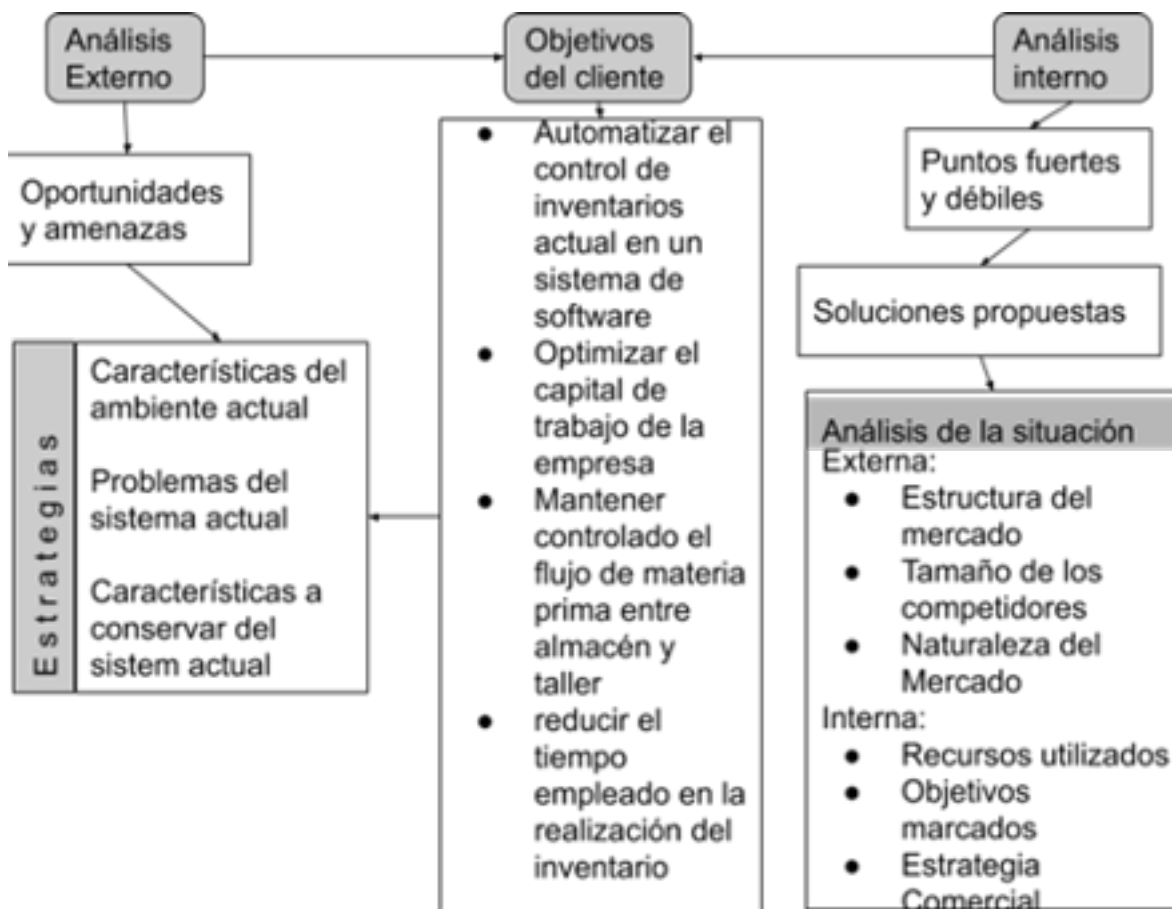 Análisis
Externo
Objetivos
del cliente
Análisis
interno
Oportunidades
y amenazas
Puntos fuertes
y débiles
Soluciones propuestas
Estrategias
Características del
ambiente actual
Problemas del
sistema actual
Características a
conservar del
sistem actual
● Automatizar el
control de
inventarios
actual en un
sistema de
software
● Optimizar el
capital de
trabajo de la
empresa
● Mantener
controlado el
flujo de materia
prima entre
almacén y
taller
● reducir el
tiempo
empleado en la
realización del
inventario
Análisis de la situación
Externa:
● Estructura del
mercado
● Tamaño de los
competidores
● Naturaleza del
Mercado
Interna:
● Recursos utilizados
● Objetivos
marcados
● Estrategia
Comercial